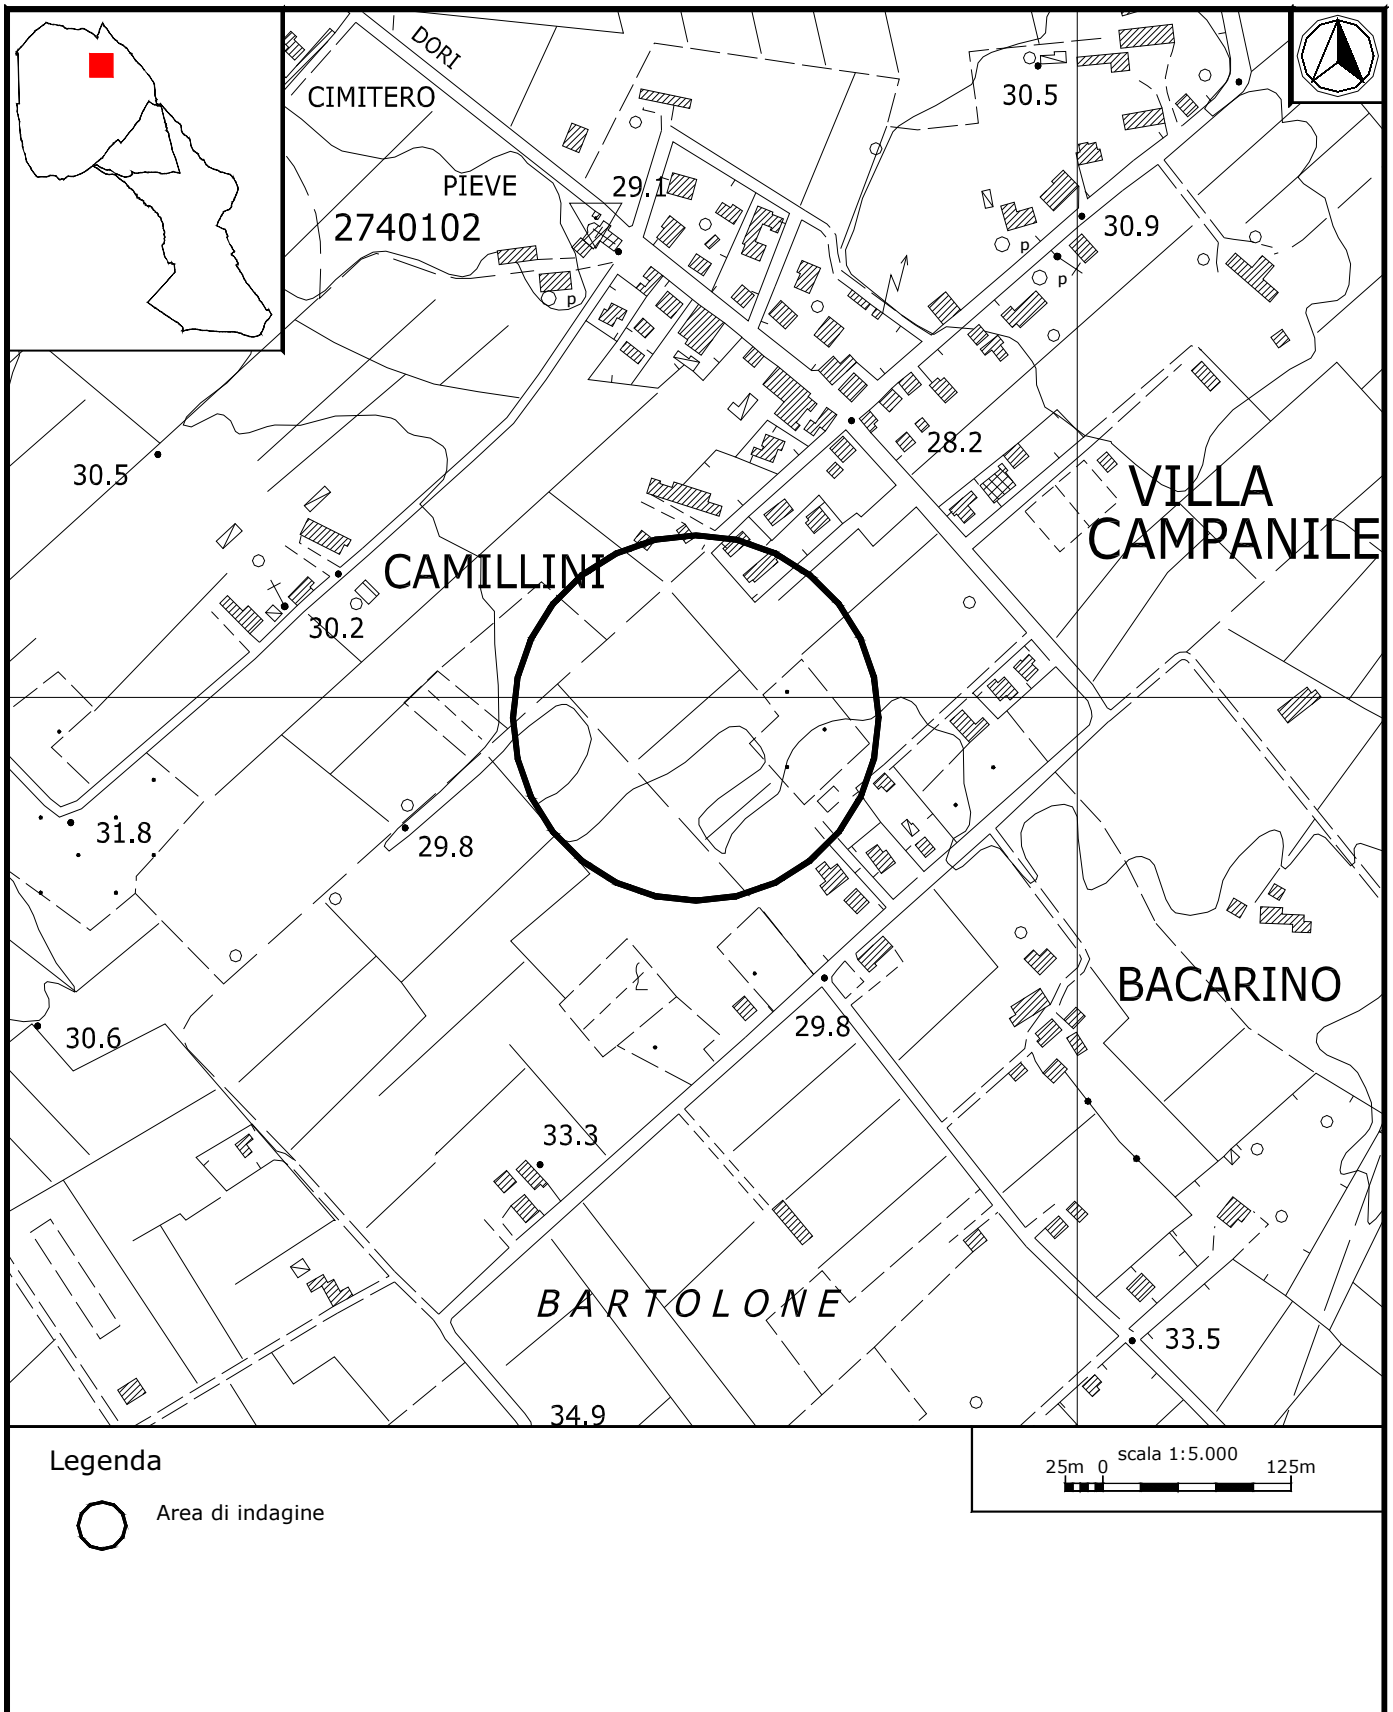 DORI
CIMITERO
30.5
PIEVE
29.1
2740102
30.9
p
p
p
28.2
30.5
VILLA
CAMPANILE
CAMILLINI
30.2
31.8
29.8
BACARINO
30.6
29.8
33.3
BARTOLONE
33.5
34.9
Legenda
Area di indagine
scala 1:5.000
25m 0 125m